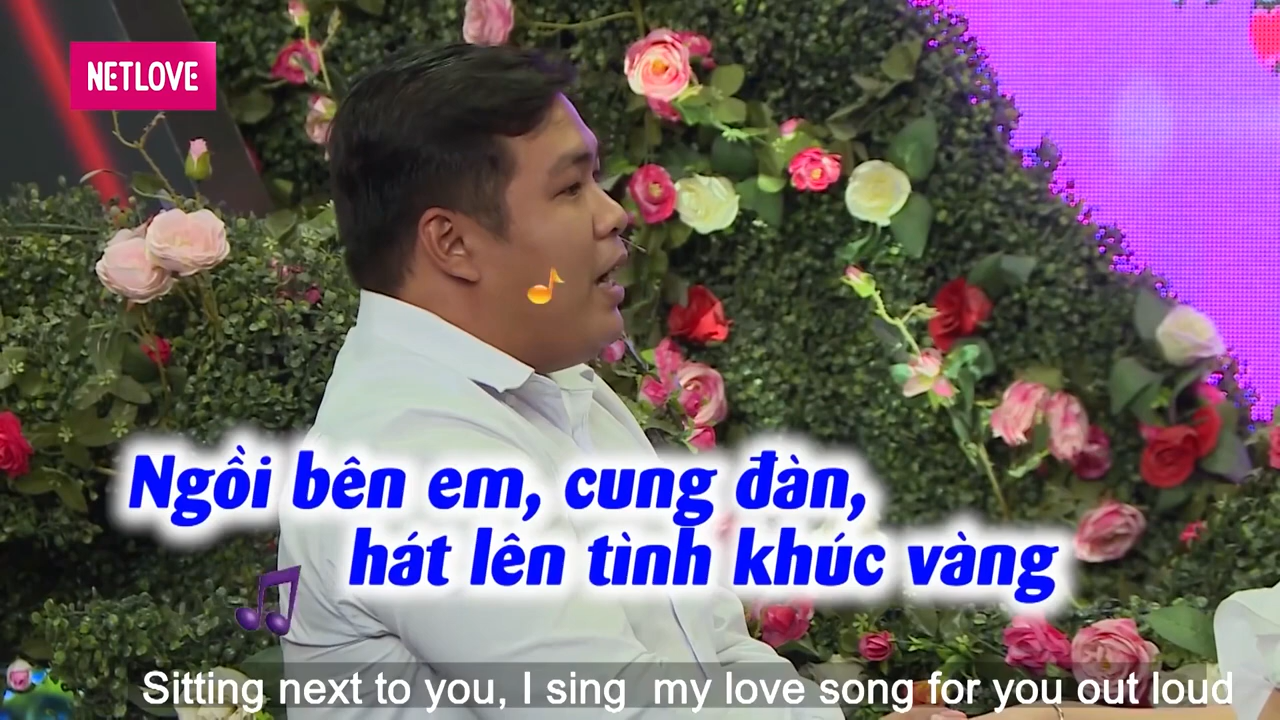 NETLOVE
Ngồi bên em, cung đàn,
hát lên tình khúc vàng
Sitting next to you, I sing  my love song for you out loud